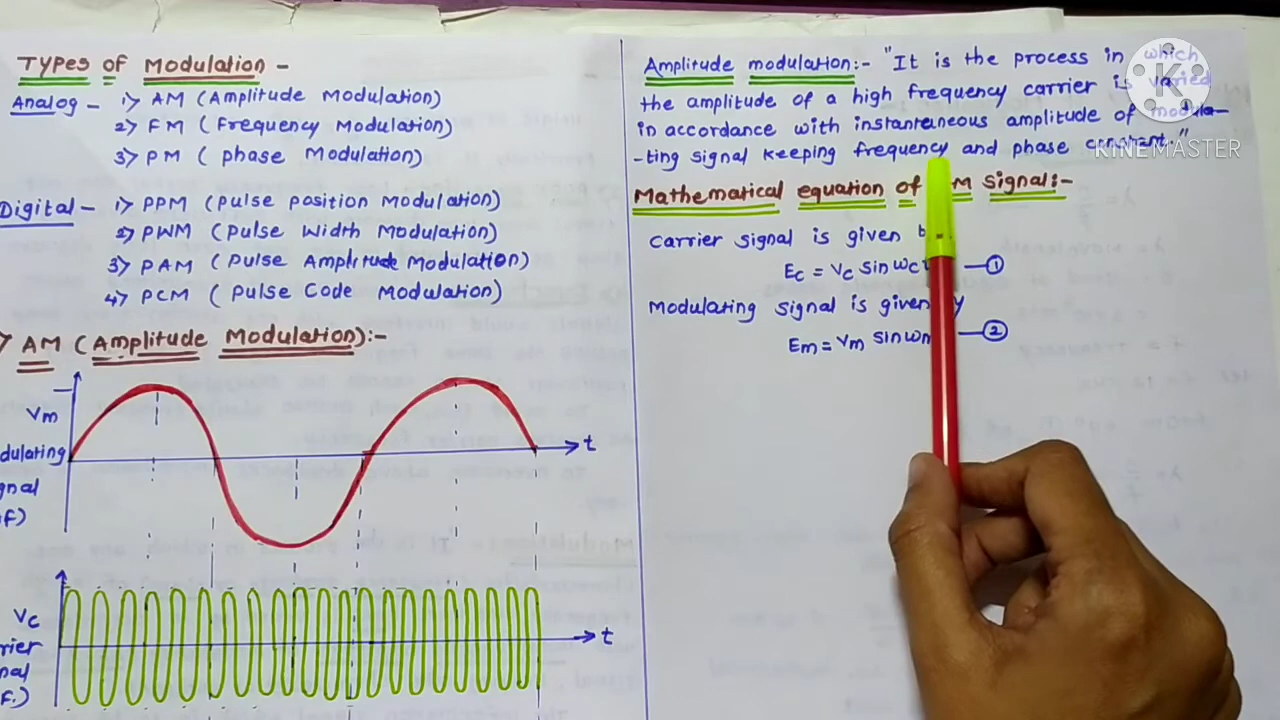 Types of Modulation -
Analog - 1) AM (Amplitude Modulation)
2) FM (Frequency Modulation)
3) PM (phase Modulation)
Digital - 1) PPM (Pulse Position Modulation)
2) PWM (Pulse Width Modulation)
3) PAM (Pulse Amplitude Modulation)
4) PCM (Pulse Code Modulation)
AM (Amplitude Modulation):-
Vm
t
Vc
t
Amplitude modulation:- "It is the process in which
the amplitude of a high frequency carrier is varied
in accordance with instantaneous amplitude of modula-
-ting signal keeping frequency and phase constant."
Mathematical equation of M signal:-
Carrier signal is given
Ec = Vc sin ωc — ①
Modulating signal is given
Em = Vm sin ω — ②
K
KINEMASTER